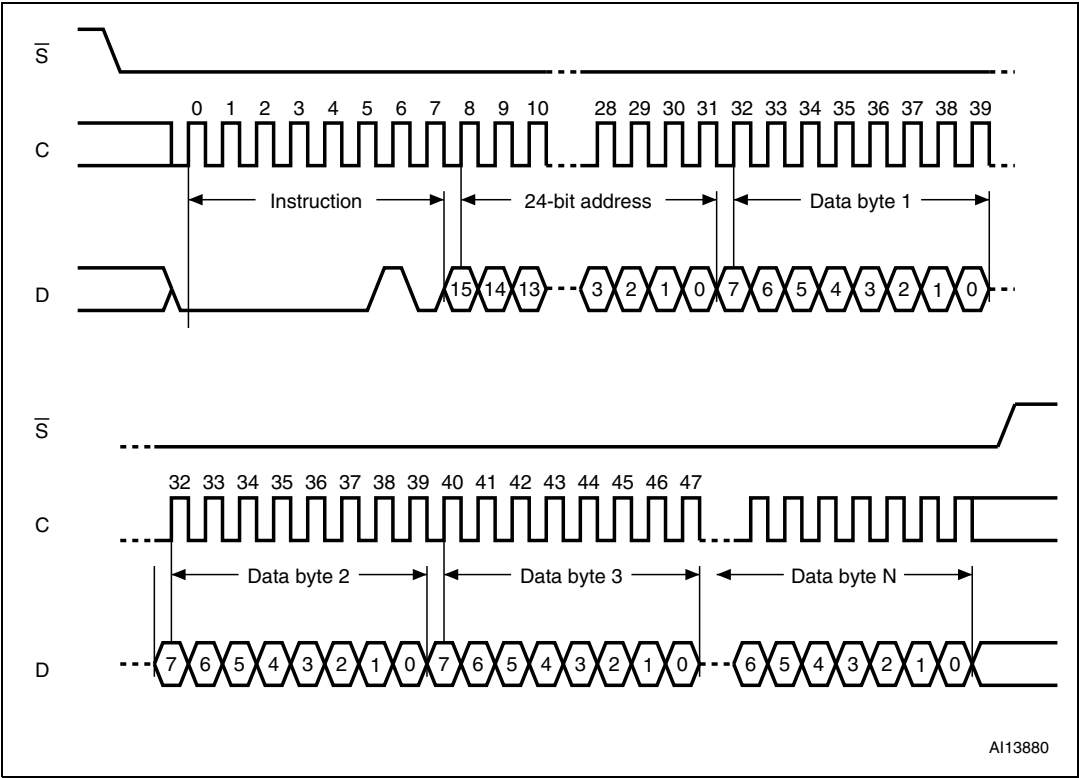 S
0 1 2 3 4 5 6 7 8 9 10 28 29 30 31 32 33 34 35 36 37 38 39
C
Instruction 24-bit address Data byte 1
D 15 14 13 3 2 1 0 7 6 5 4 3 2 1 0
S
32 33 34 35 36 37 38 39 40 41 42 43 44 45 46 47
C
Data byte 2 Data byte 3 Data byte N
D 7 6 5 4 3 2 1 0 7 6 5 4 3 2 1 0 6 5 4 3 2 1 0
AI13880